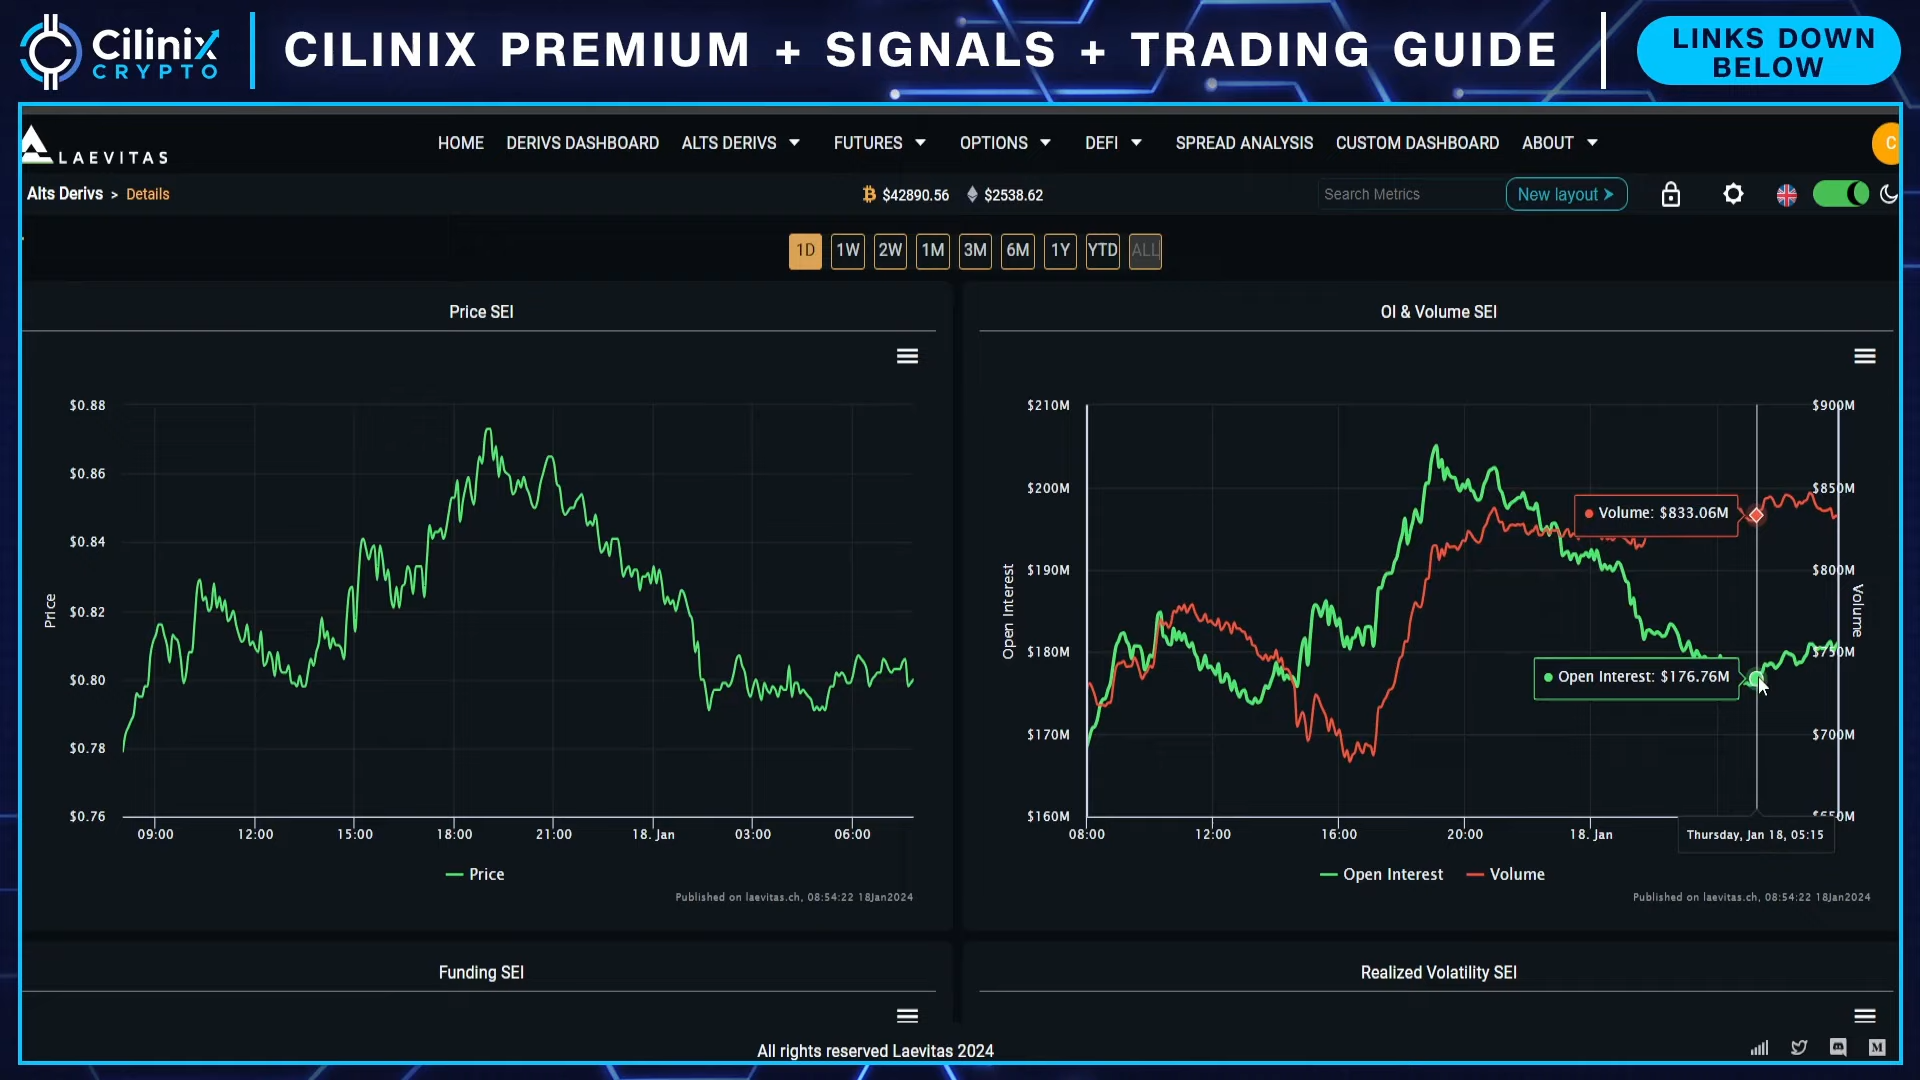 Cilinix
CRYPTO
CILINIX PREMIUM + SIGNALS + TRADING GUIDE
LINKS DOWN
BELOW
LAEVITAS
HOME DERIVS DASHBOARD ALTS DERIVS FUTURES OPTIONS DEFI SPREAD ANALYSIS CUSTOM DASHBOARD ABOUT
C
Alts Derivs > Details
$42890.56 $2538.62
Search Metrics
New layout
1D 1W 2W 1M 3M 6M 1Y YTD ALL
Price SEI
$0.88
$0.86
$0.84
$0.82
$0.80
$0.78
$0.76
Price
09:00 12:00 15:00 18:00 21:00 18. Jan 03:00 06:00
Price
Published on laevitas.ch, 08:54:22 18Jan2024
OI & Volume SEI
$210M
$200M
$190M
$180M
$170M
$160M
Open Interest
$900M
$850M
$800M
$750M
$700M
$650M
Volume
Volume: $833.06M
Open Interest: $176.76M
08:00 12:00 16:00 20:00 18. Jan
Thursday, Jan 18, 05:15
Open Interest Volume
Published on laevitas.ch, 08:54:22 18Jan2024
Funding SEI
Realized Volatility SEI
All rights reserved Laevitas 2024